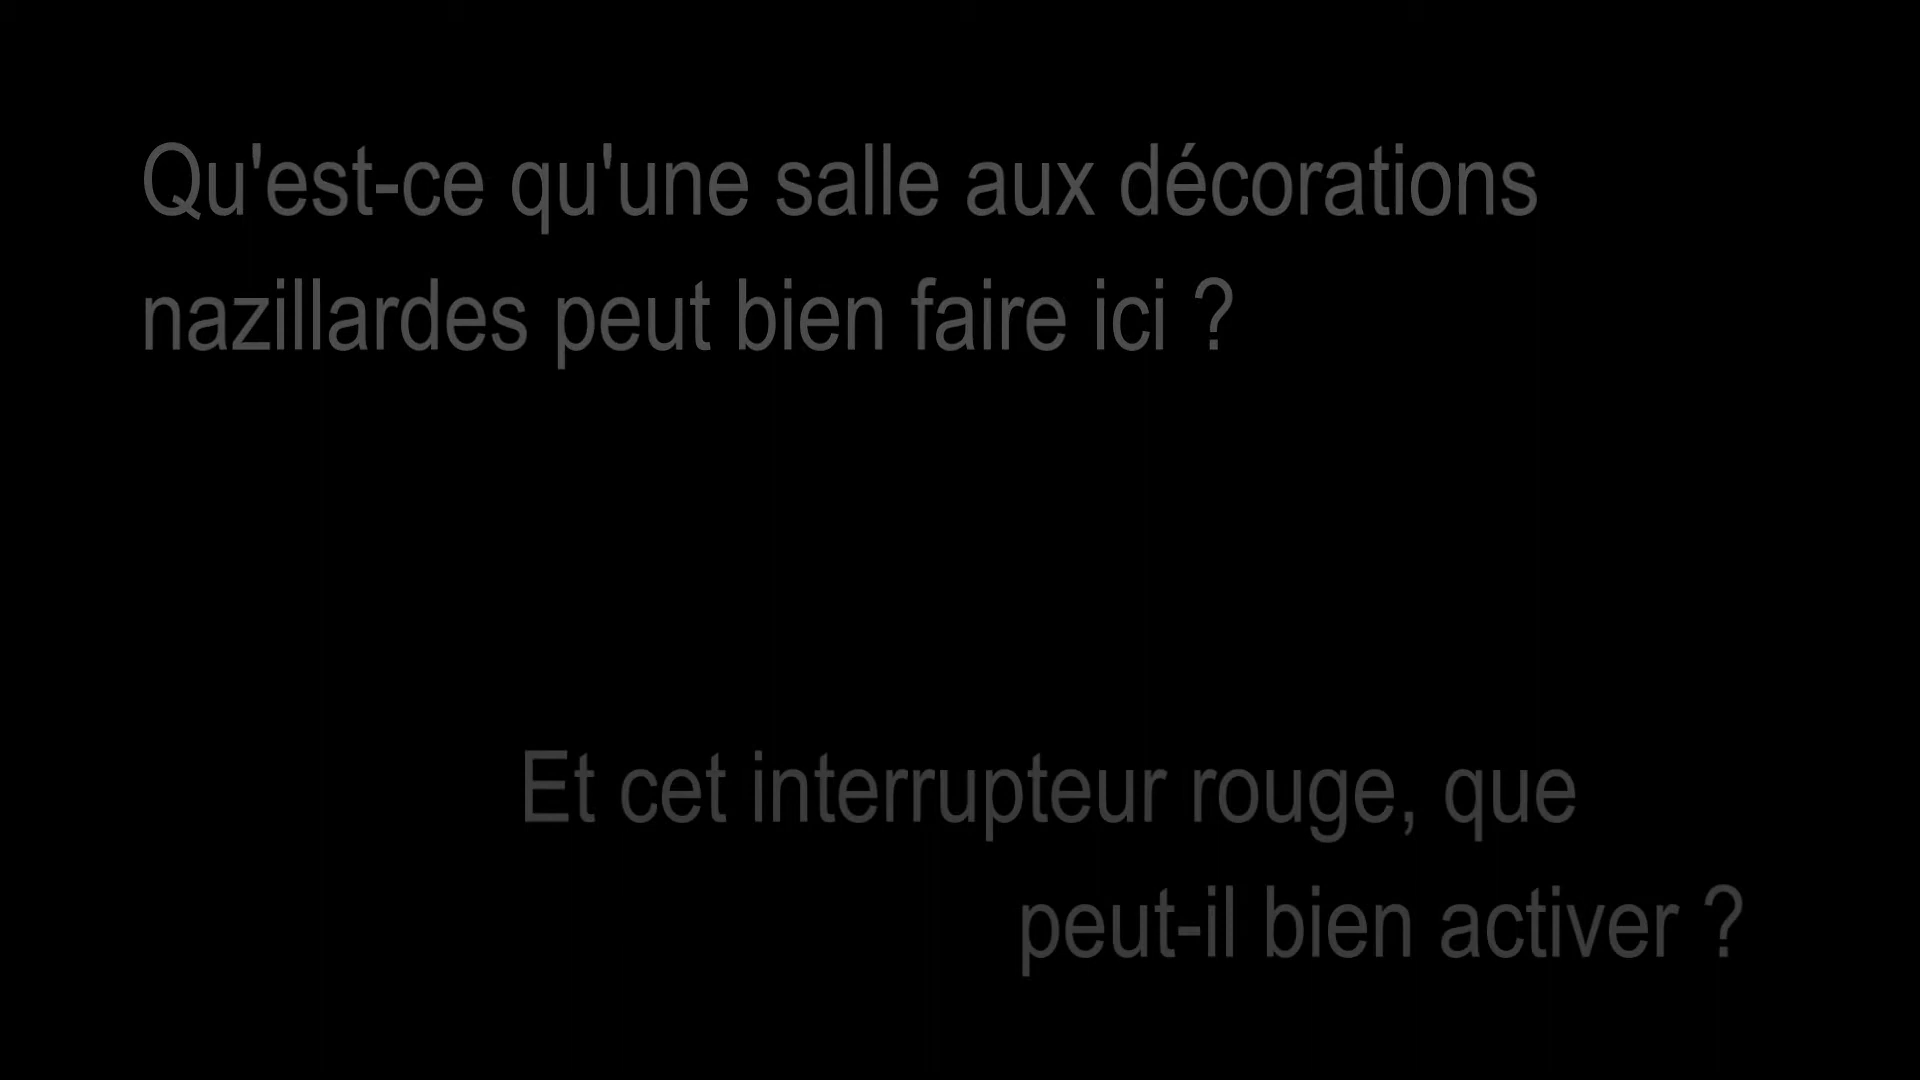 Qu'est-ce qu'une salle aux décorations
nazillardes peut bien faire ici ?
Et cet interrupteur rouge, que
peut-il bien activer ?